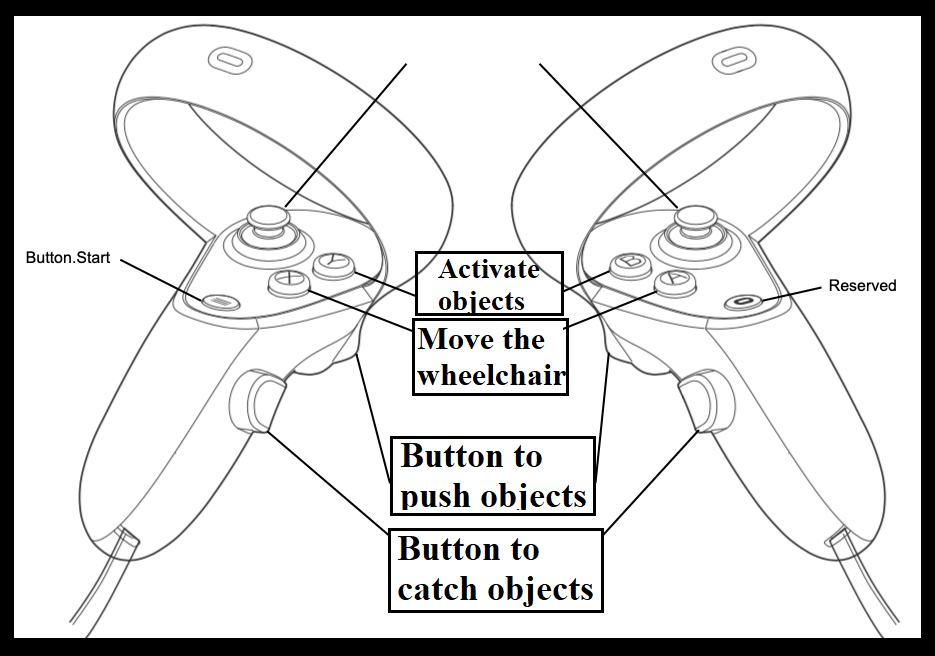 Y
B
X
A
Button.Start
Activate
objects
Reserved
Move the
wheelchair
Button to
push objects
Button to
catch objects